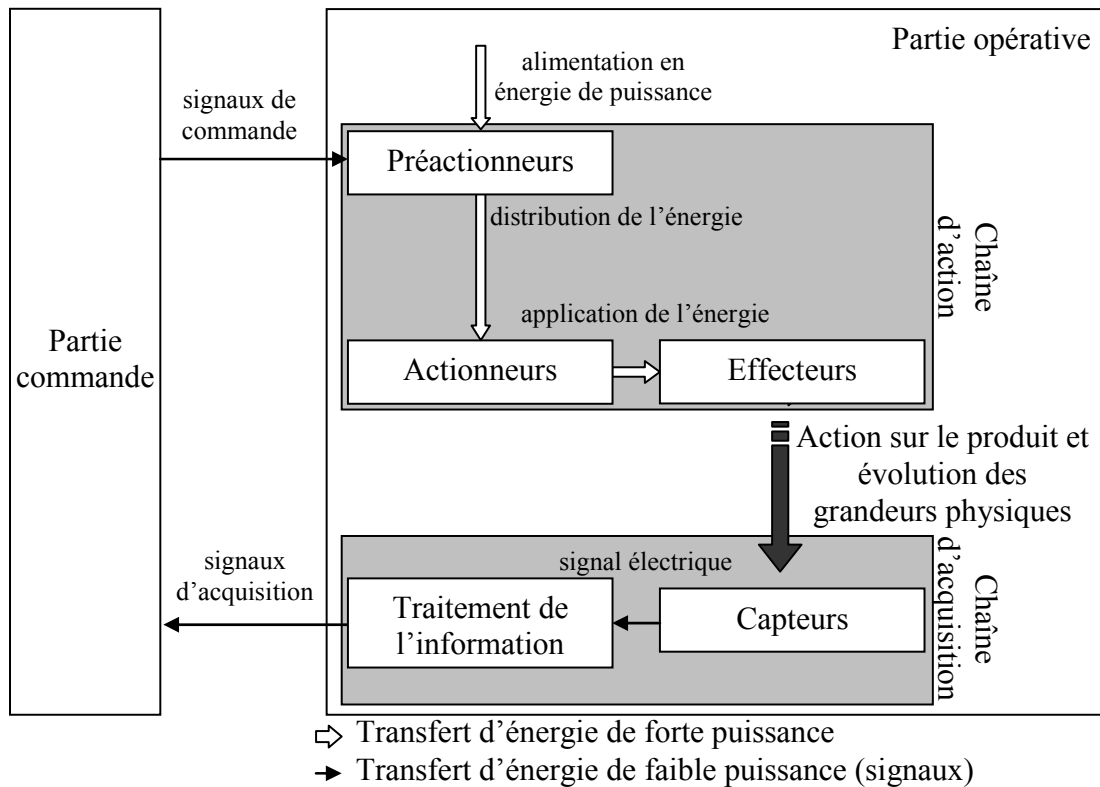 Partie opérative
alimentation en
énergie de puissance
signaux de
commande
Préactionneurs
distribution de l’énergie
Chaîne
d’action
application de l’énergie
Partie
commande
Actionneurs
Effecteurs
Action sur le produit et
évolution des
grandeurs physiques
signaux
d’acquisition
signal électrique
Traitement de
l’information
Capteurs
Chaîne
d’acquisition
Transfert d’énergie de forte puissance
Transfert d’énergie de faible puissance (signaux)